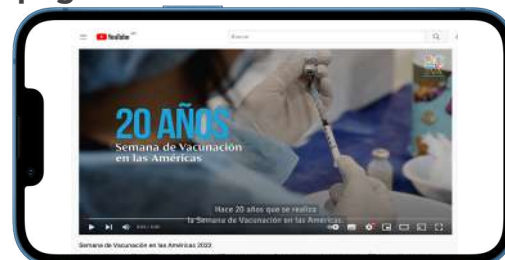 YouTube
Buscar
20 AÑOS
Semana de Vacunación
en las Américas
Hace 20 años que se realiza
la Semana de Vacunación en las Américas.
Semana de Vacunación en las Américas 2022: